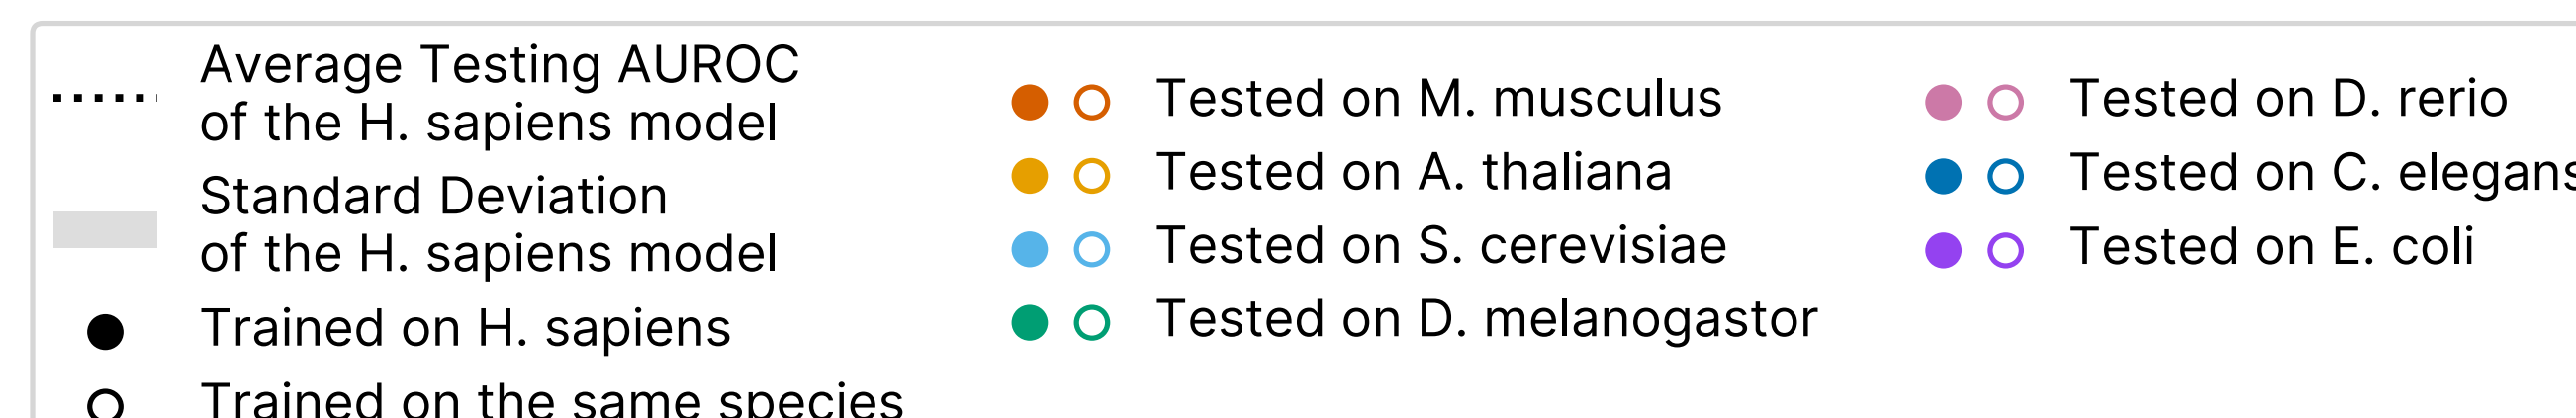 Average Testing AUROC
of the H. sapiens model
Standard Deviation
of the H. sapiens model
Trained on H. sapiens
Trained on the same species
Tested on M. musculus
Tested on A. thaliana
Tested on S. cerevisiae
Tested on D. melanogastor
Tested on D. rerio
Tested on C. elegans
Tested on E. coli